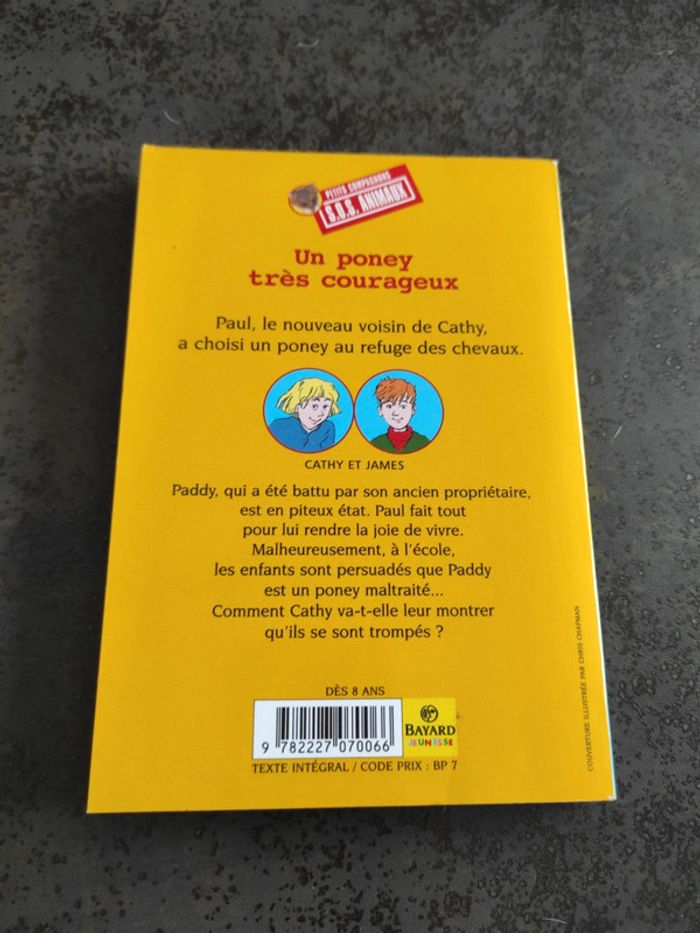 PETITS COMPAGNONS
S.O.S. ANIMAUX
Un poney
très courageux
Paul, le nouveau voisin de Cathy,
a choisi un poney au refuge des chevaux.
CATHY ET JAMES
Paddy, qui a été battu par son ancien propriétaire,
est en piteux état. Paul fait tout
pour lui rendre la joie de vivre.
Malheureusement, à l'école,
les enfants sont persuadés que Paddy
est un poney maltraité...
Comment Cathy va-t-elle leur montrer
qu'ils se sont trompés ?
DÈS 8 ANS
9 782227 070066
BAYARD
JEUNESSE
TEXTE INTÉGRAL / CODE PRIX : BP 7
COUVERTURE ILLUSTRÉE PAR CHRIS CHAPMAN